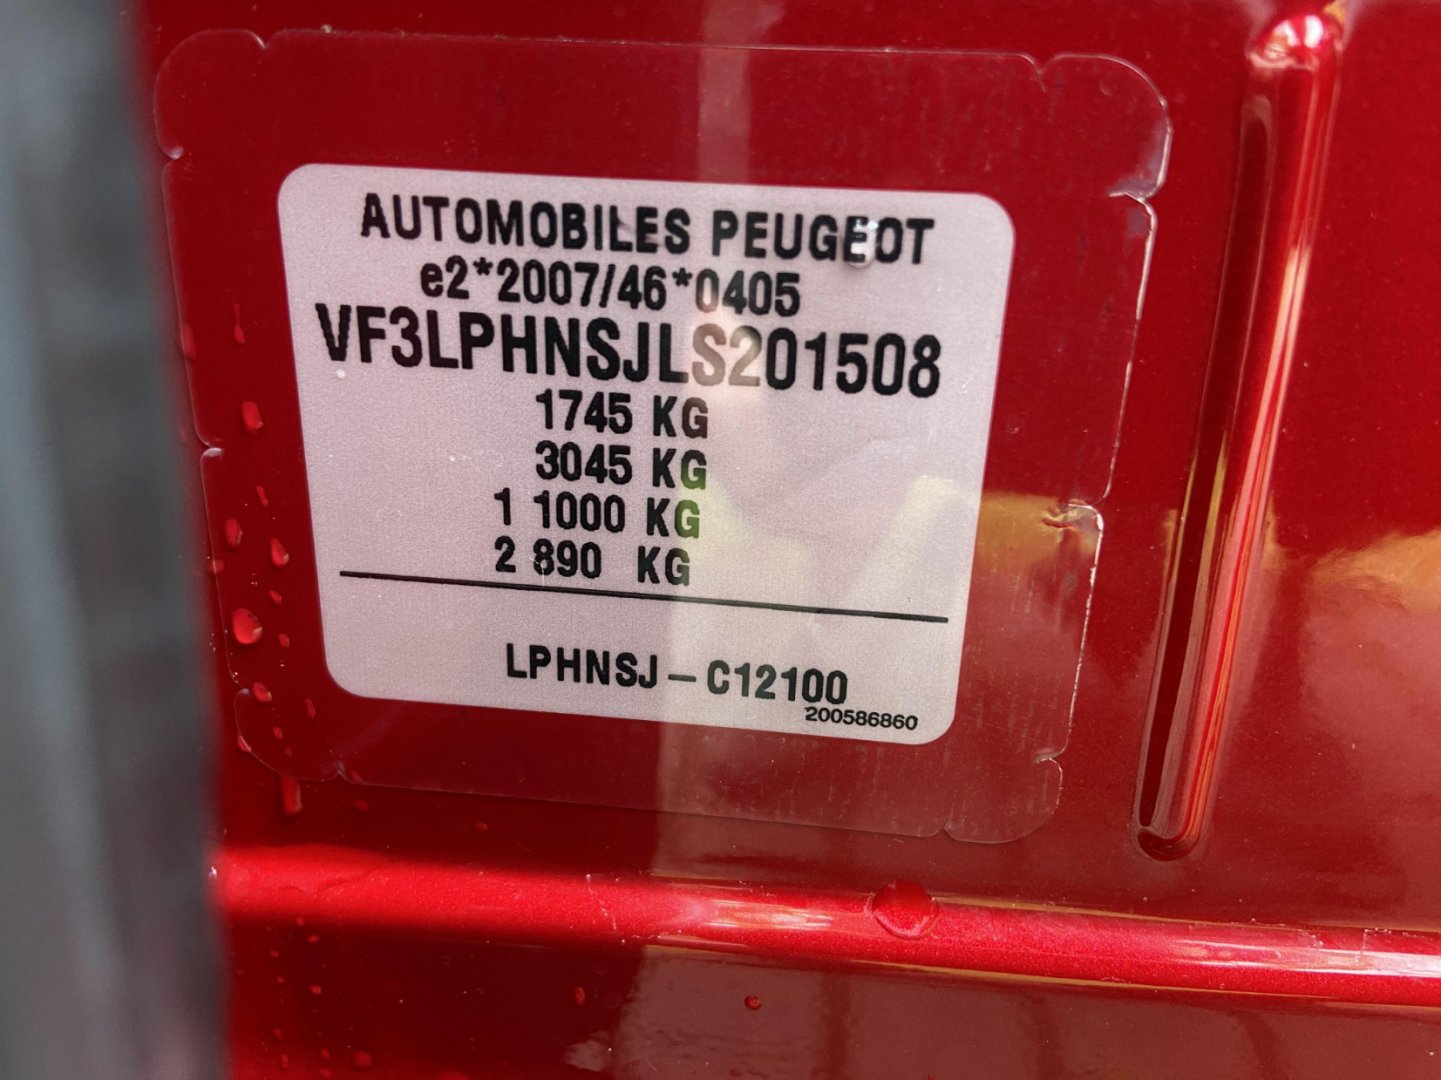 AUTOMOBILES PEUGEOT
e2*2007/46*0405
VF3LPHNSJLS201508
1745 KG
3045 KG
1 1000 KG
2 890 KG
LPHNSJ – C12100
200586860